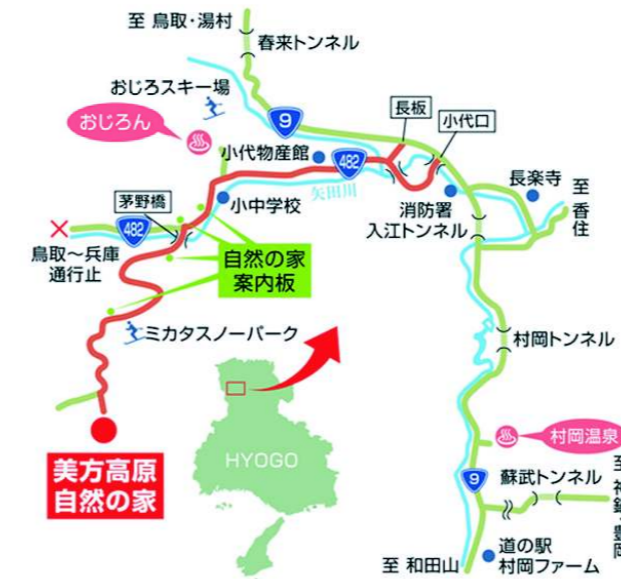 至 鳥取・湯村
春来トンネル
おじろスキー場
おじろん
9
長板
小代口
小代物産館
482
矢田川
長楽寺
至
香住
茅野橋
小中学校
消防署
入江トンネル
482
鳥取〜兵庫
通行止
自然の家
案内板
ミカタスノーパーク
村岡トンネル
HYOGO
村岡温泉
美方高原
自然の家
9
蘇武トンネル
至 神鍋・豊岡
道の駅
村岡ファーム
至 和田山